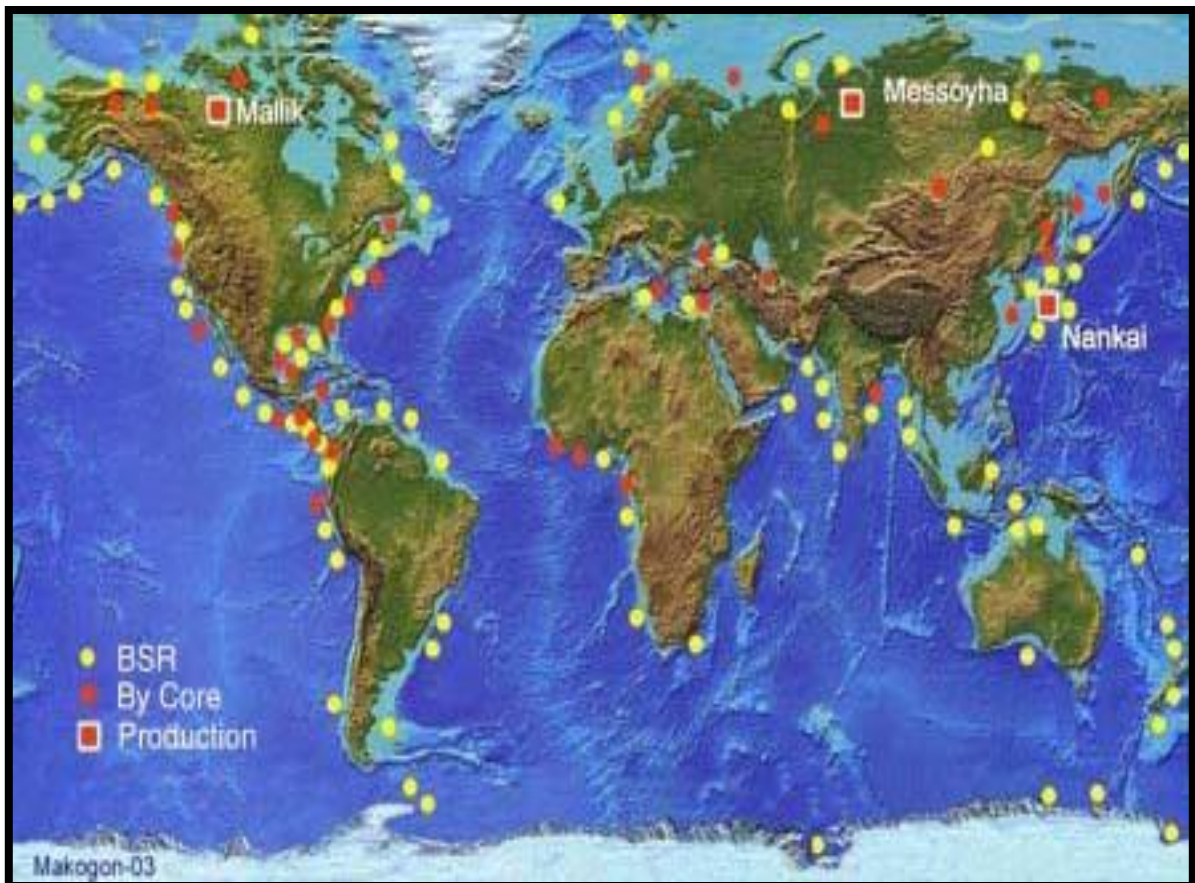 Mallik
Messoyha
Nankai
BSR
By Core
Production
Makogon-03